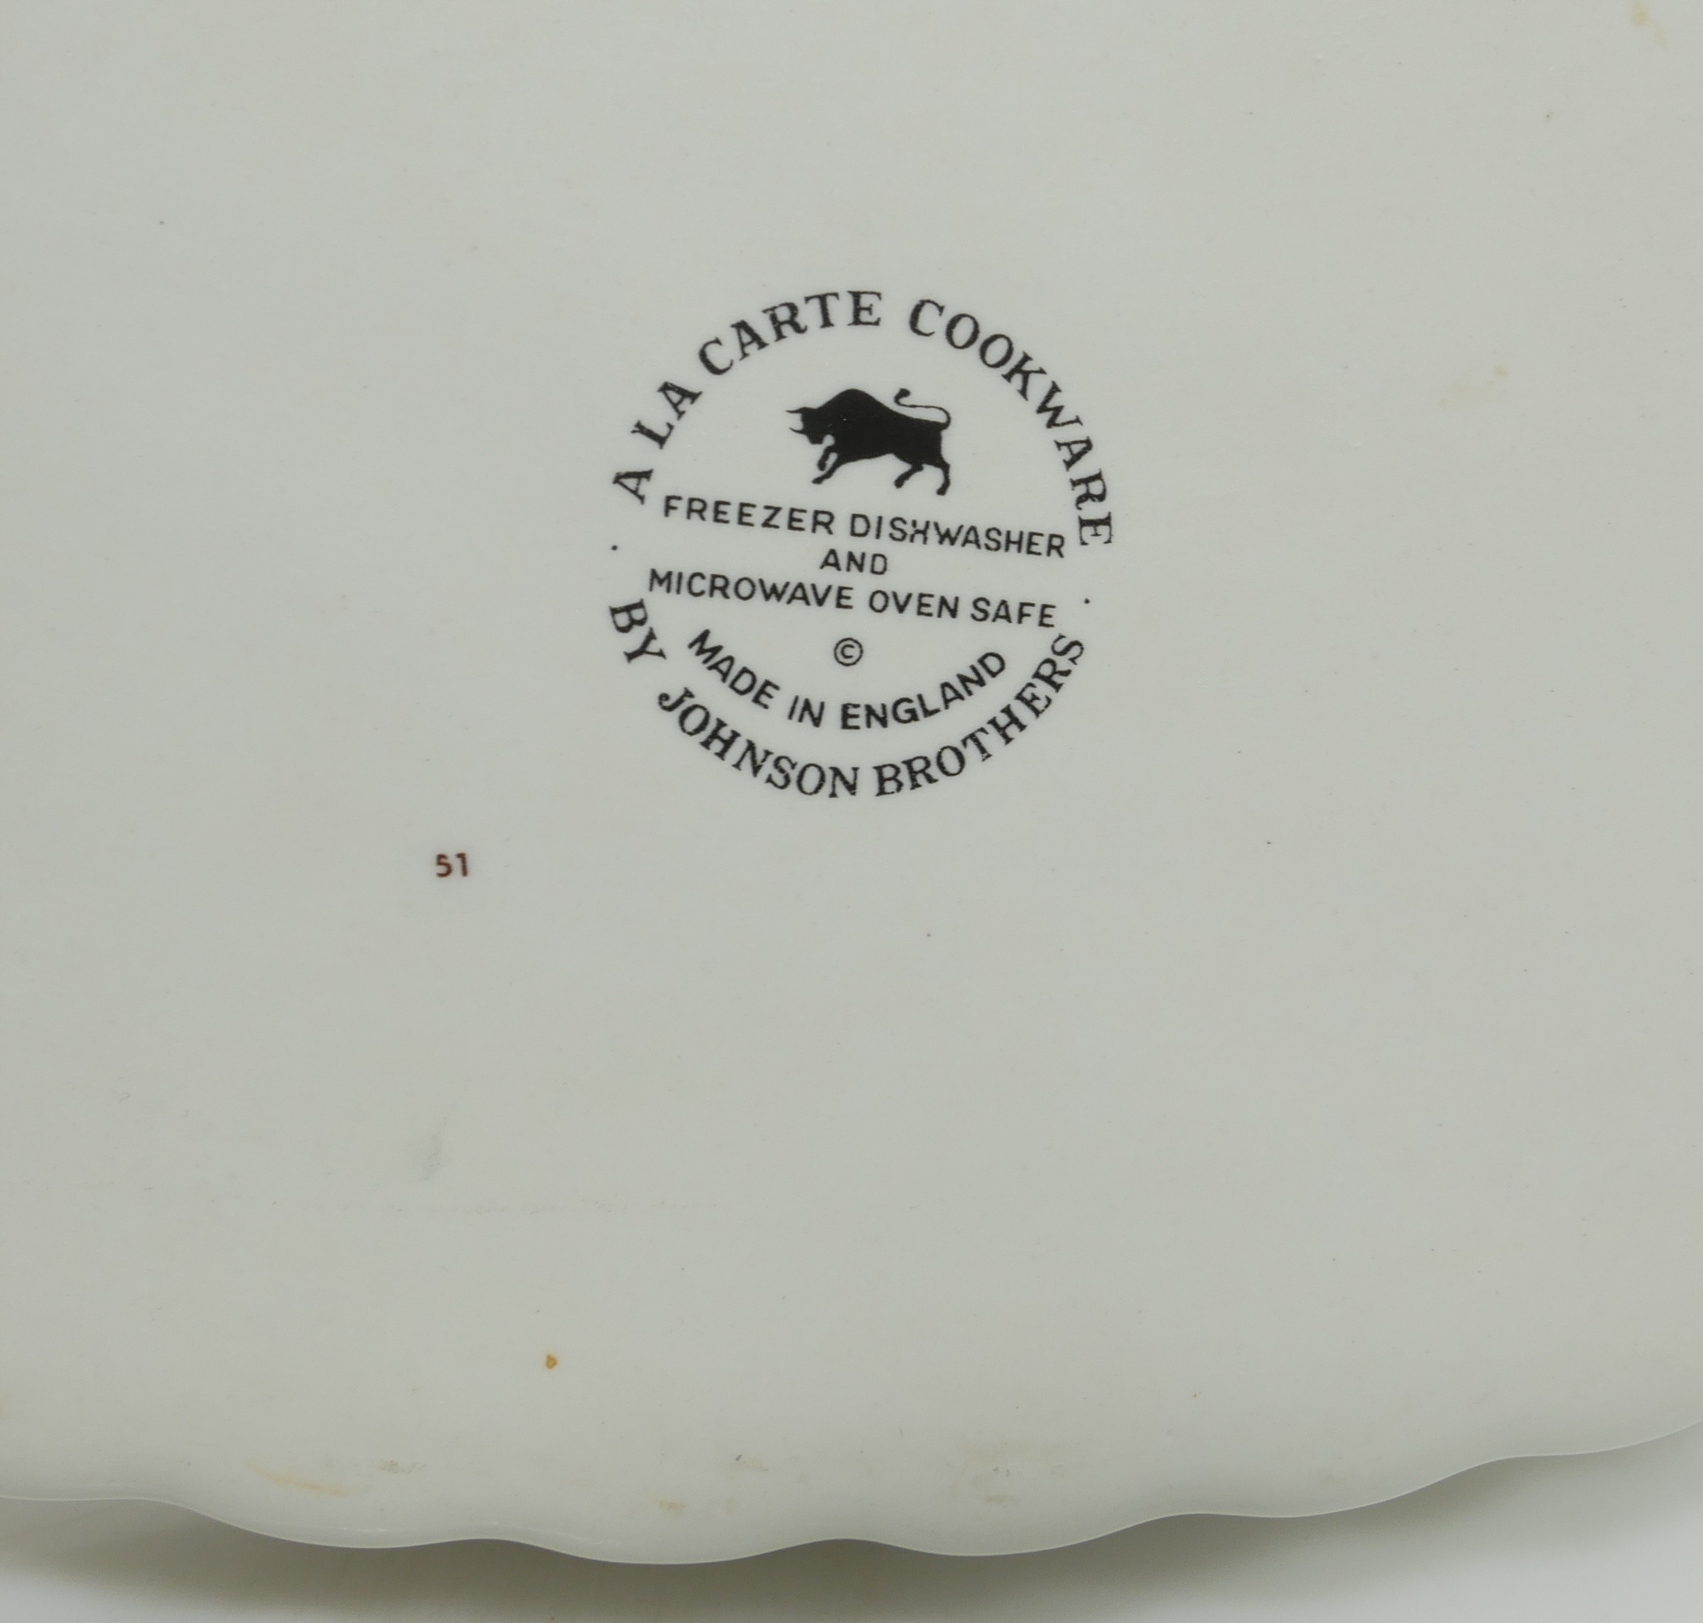 A LA CARTE COOKWARE
FREEZER DISHWASHER
AND
MICROWAVE OVEN SAFE
©
MADE IN ENGLAND
BY JOHNSON BROTHERS
51